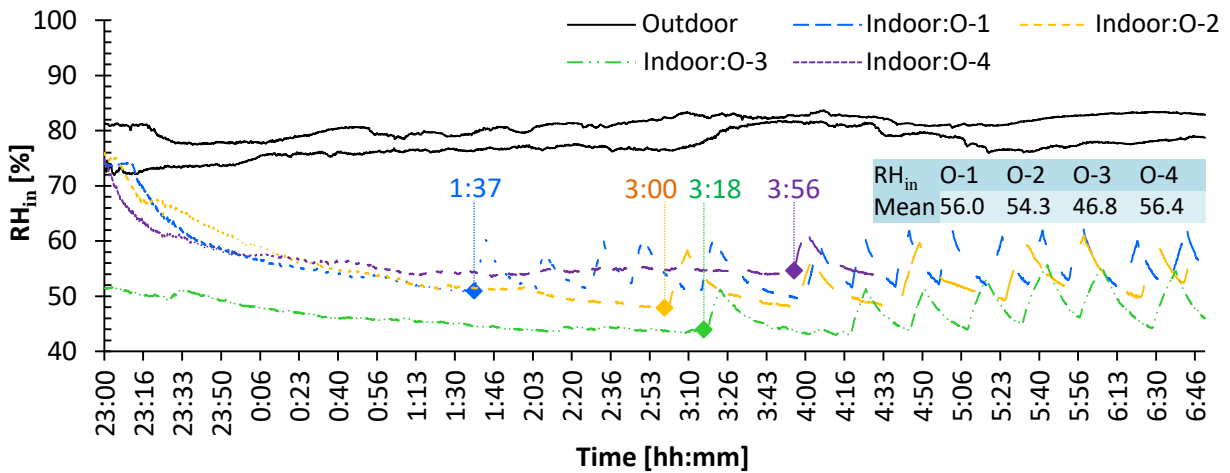 RHin [%]
100
90
80
70
60
50
40
Outdoor
Indoor:O-1
Indoor:O-2
Indoor:O-3
Indoor:O-4
1:37
3:00
3:18
3:56
RHin O-1 O-2 O-3 O-4
Mean 56.0 54.3 46.8 56.4
23:00 23:16 23:33 23:50 0:06 0:23 0:40 0:56 1:13 1:30 1:46 2:03 2:20 2:36 2:53 3:10 3:26 3:43 4:00 4:16 4:33 4:50 5:06 5:23 5:40 5:56 6:13 6:30 6:46
Time [hh:mm]